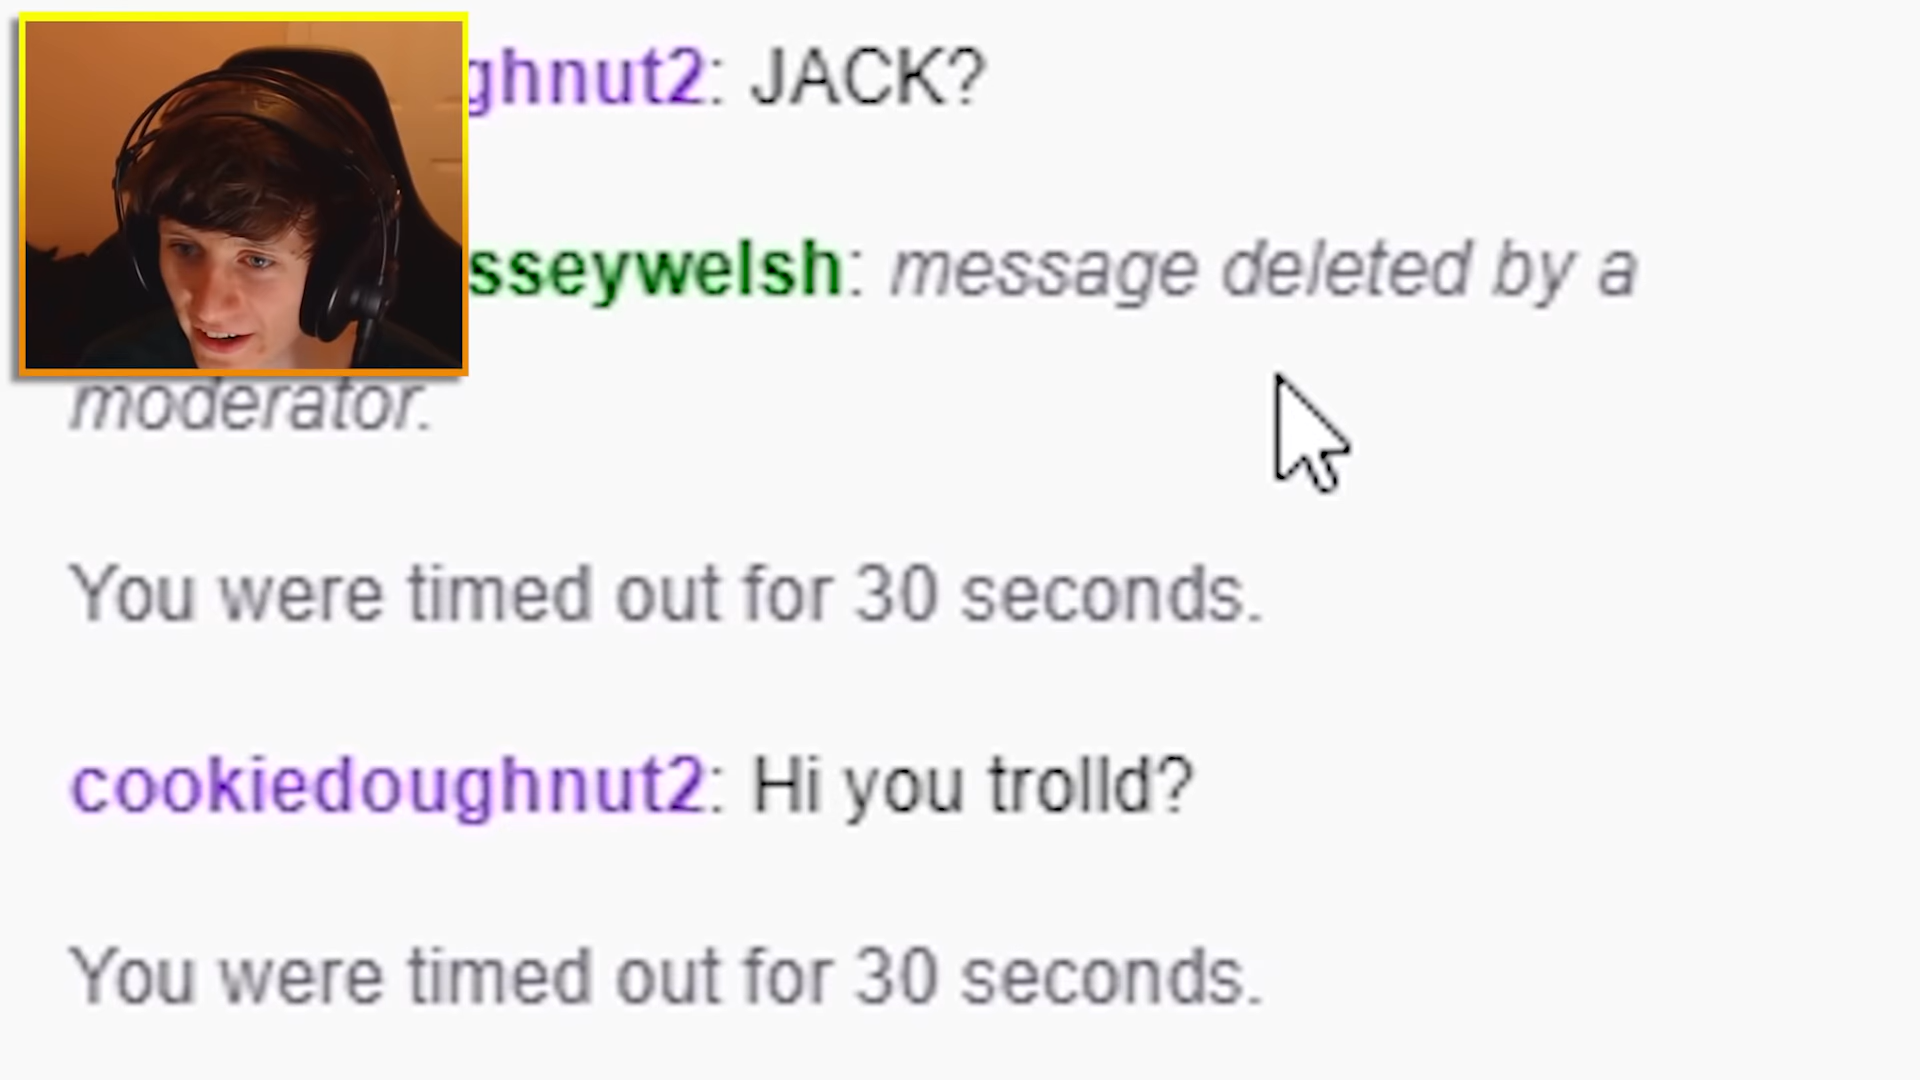 ghnut2: JACK?
sseywelsh: message deleted by a
moderator.
You were timed out for 30 seconds.
cookiedoughnut2: Hi you trolld?
You were timed out for 30 seconds.